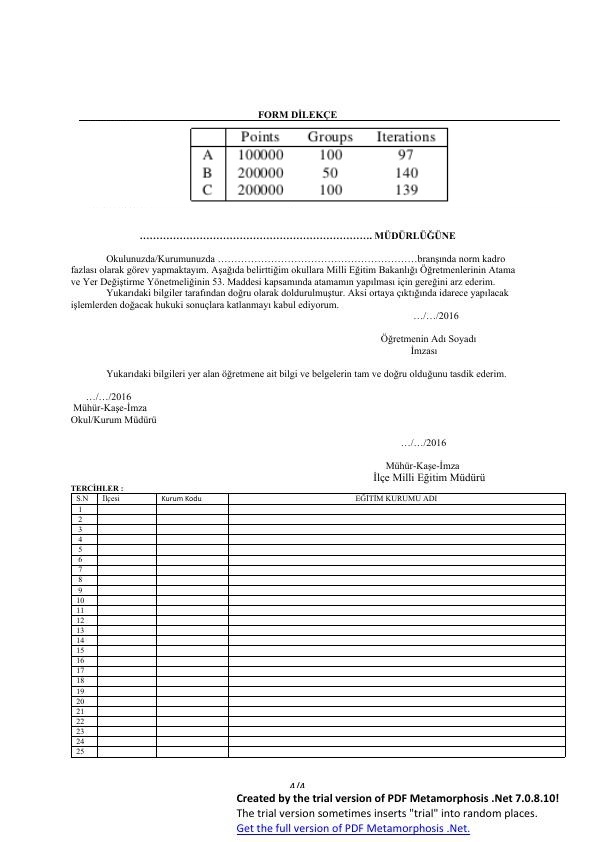 FORM DİLEKÇE
Points Groups Iterations
A 100000 100 97
B 200000 50 140
C 200000 100 139
…………………………………………………………… MÜDÜRLÜĞÜNE
Okulunuzda/Kurumunuzda ……………………………………………………branşında norm kadro
fazlası olarak görev yapmaktayım. Aşağıda belirttiğim okullara Milli Eğitim Bakanlığı Öğretmenlerinin Atama
ve Yer Değiştirme Yönetmeliğinin 53. Maddesi kapsamında atamamın yapılması için gereğini arz ederim.
Yukarıdaki bilgiler tarafından doğru olarak doldurulmuştur. Aksi ortaya çıktığında idarece yapılacak
işlemlerden doğacak hukuki sonuçlara katlanmayı kabul ediyorum.
…/…/2016
Öğretmenin Adı Soyadı
İmzası
Yukarıdaki bilgileri yer alan öğretmene ait bilgi ve belgelerin tam ve doğru olduğunu tasdik ederim.
…/…/2016
Mühür-Kaşe-İmza
Okul/Kurum Müdürü
…/…/2016
Mühür-Kaşe-İmza
İlçe Milli Eğitim Müdürü
TERCİHLER :
S.N İlçesi Kurum Kodu EĞİTİM KURUMU ADI
1
2
3
4
5
6
7
8
9
10
11
12
13
14
15
16
17
18
19
20
21
22
23
24
25
4/4
Created by the trial version of PDF Metamorphosis .Net 7.0.8.10!
The trial version sometimes inserts "trial" into random places.
Get the full version of PDF Metamorphosis .Net.